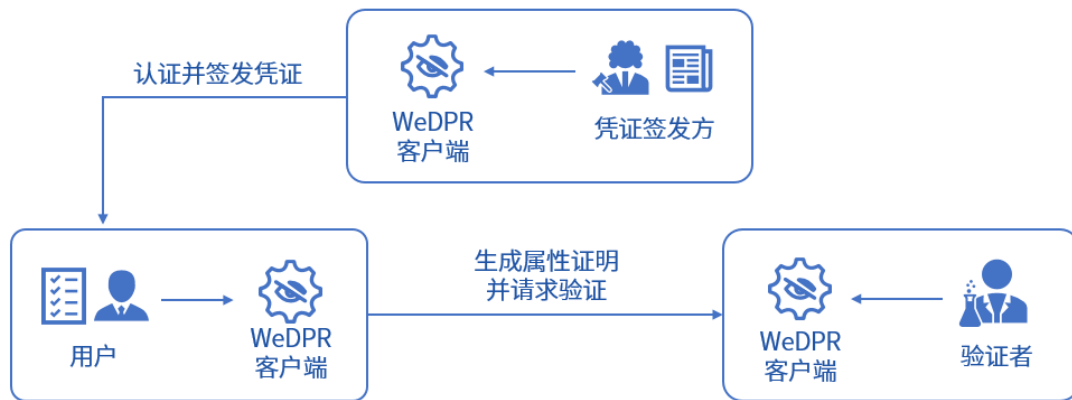 认证并签发凭证
WeDPR
客户端
凭证签发方
用户
WeDPR
客户端
生成属性证明
并请求验证
WeDPR
客户端
验证者